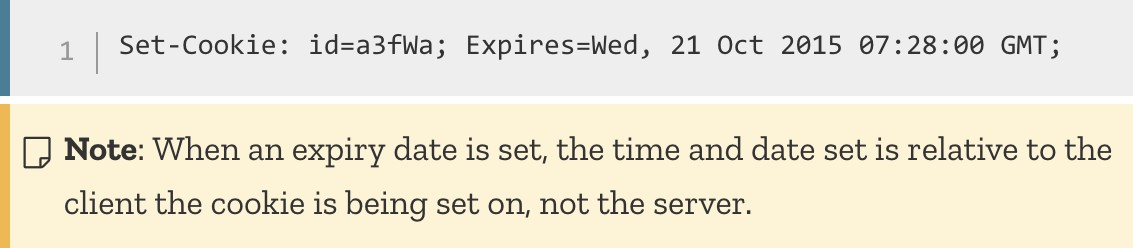 1 Set-Cookie: id=a3fWa; Expires=Wed, 21 Oct 2015 07:28:00 GMT;
Note: When an expiry date is set, the time and date set is relative to the
client the cookie is being set on, not the server.